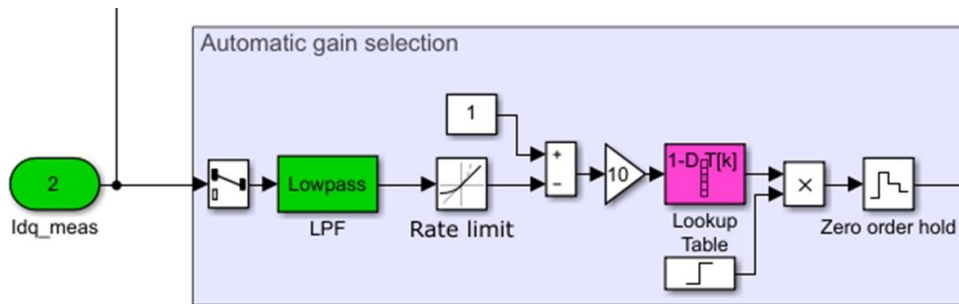 Automatic gain selection
1
+
−
2
Idq_meas
Lowpass
LPF
Rate limit
10
1-D T[k]
Lookup
Table
×
Zero order hold